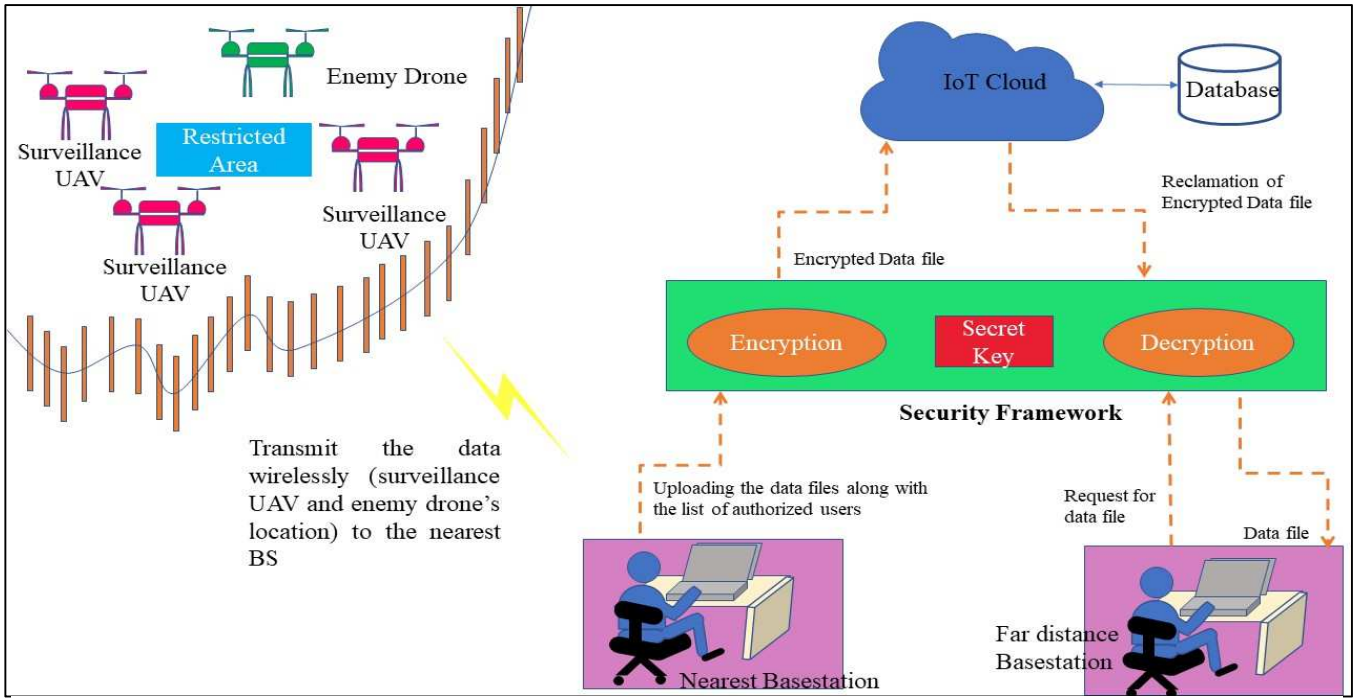 Enemy Drone
Surveillance
UAV
Restricted
Area
Surveillance
UAV
Surveillance
UAV
Transmit the data
wirelessly (surveillance
UAV and enemy drone's
location) to the nearest
BS
IoT Cloud
Database
Reclamation of
Encrypted Data file
Encrypted Data file
Encryption
Secret
Key
Decryption
Security Framework
Uploading the data files along with
the list of authorized users
Request for
data file
Data file
Nearest Basestation
Far distance
Basestation